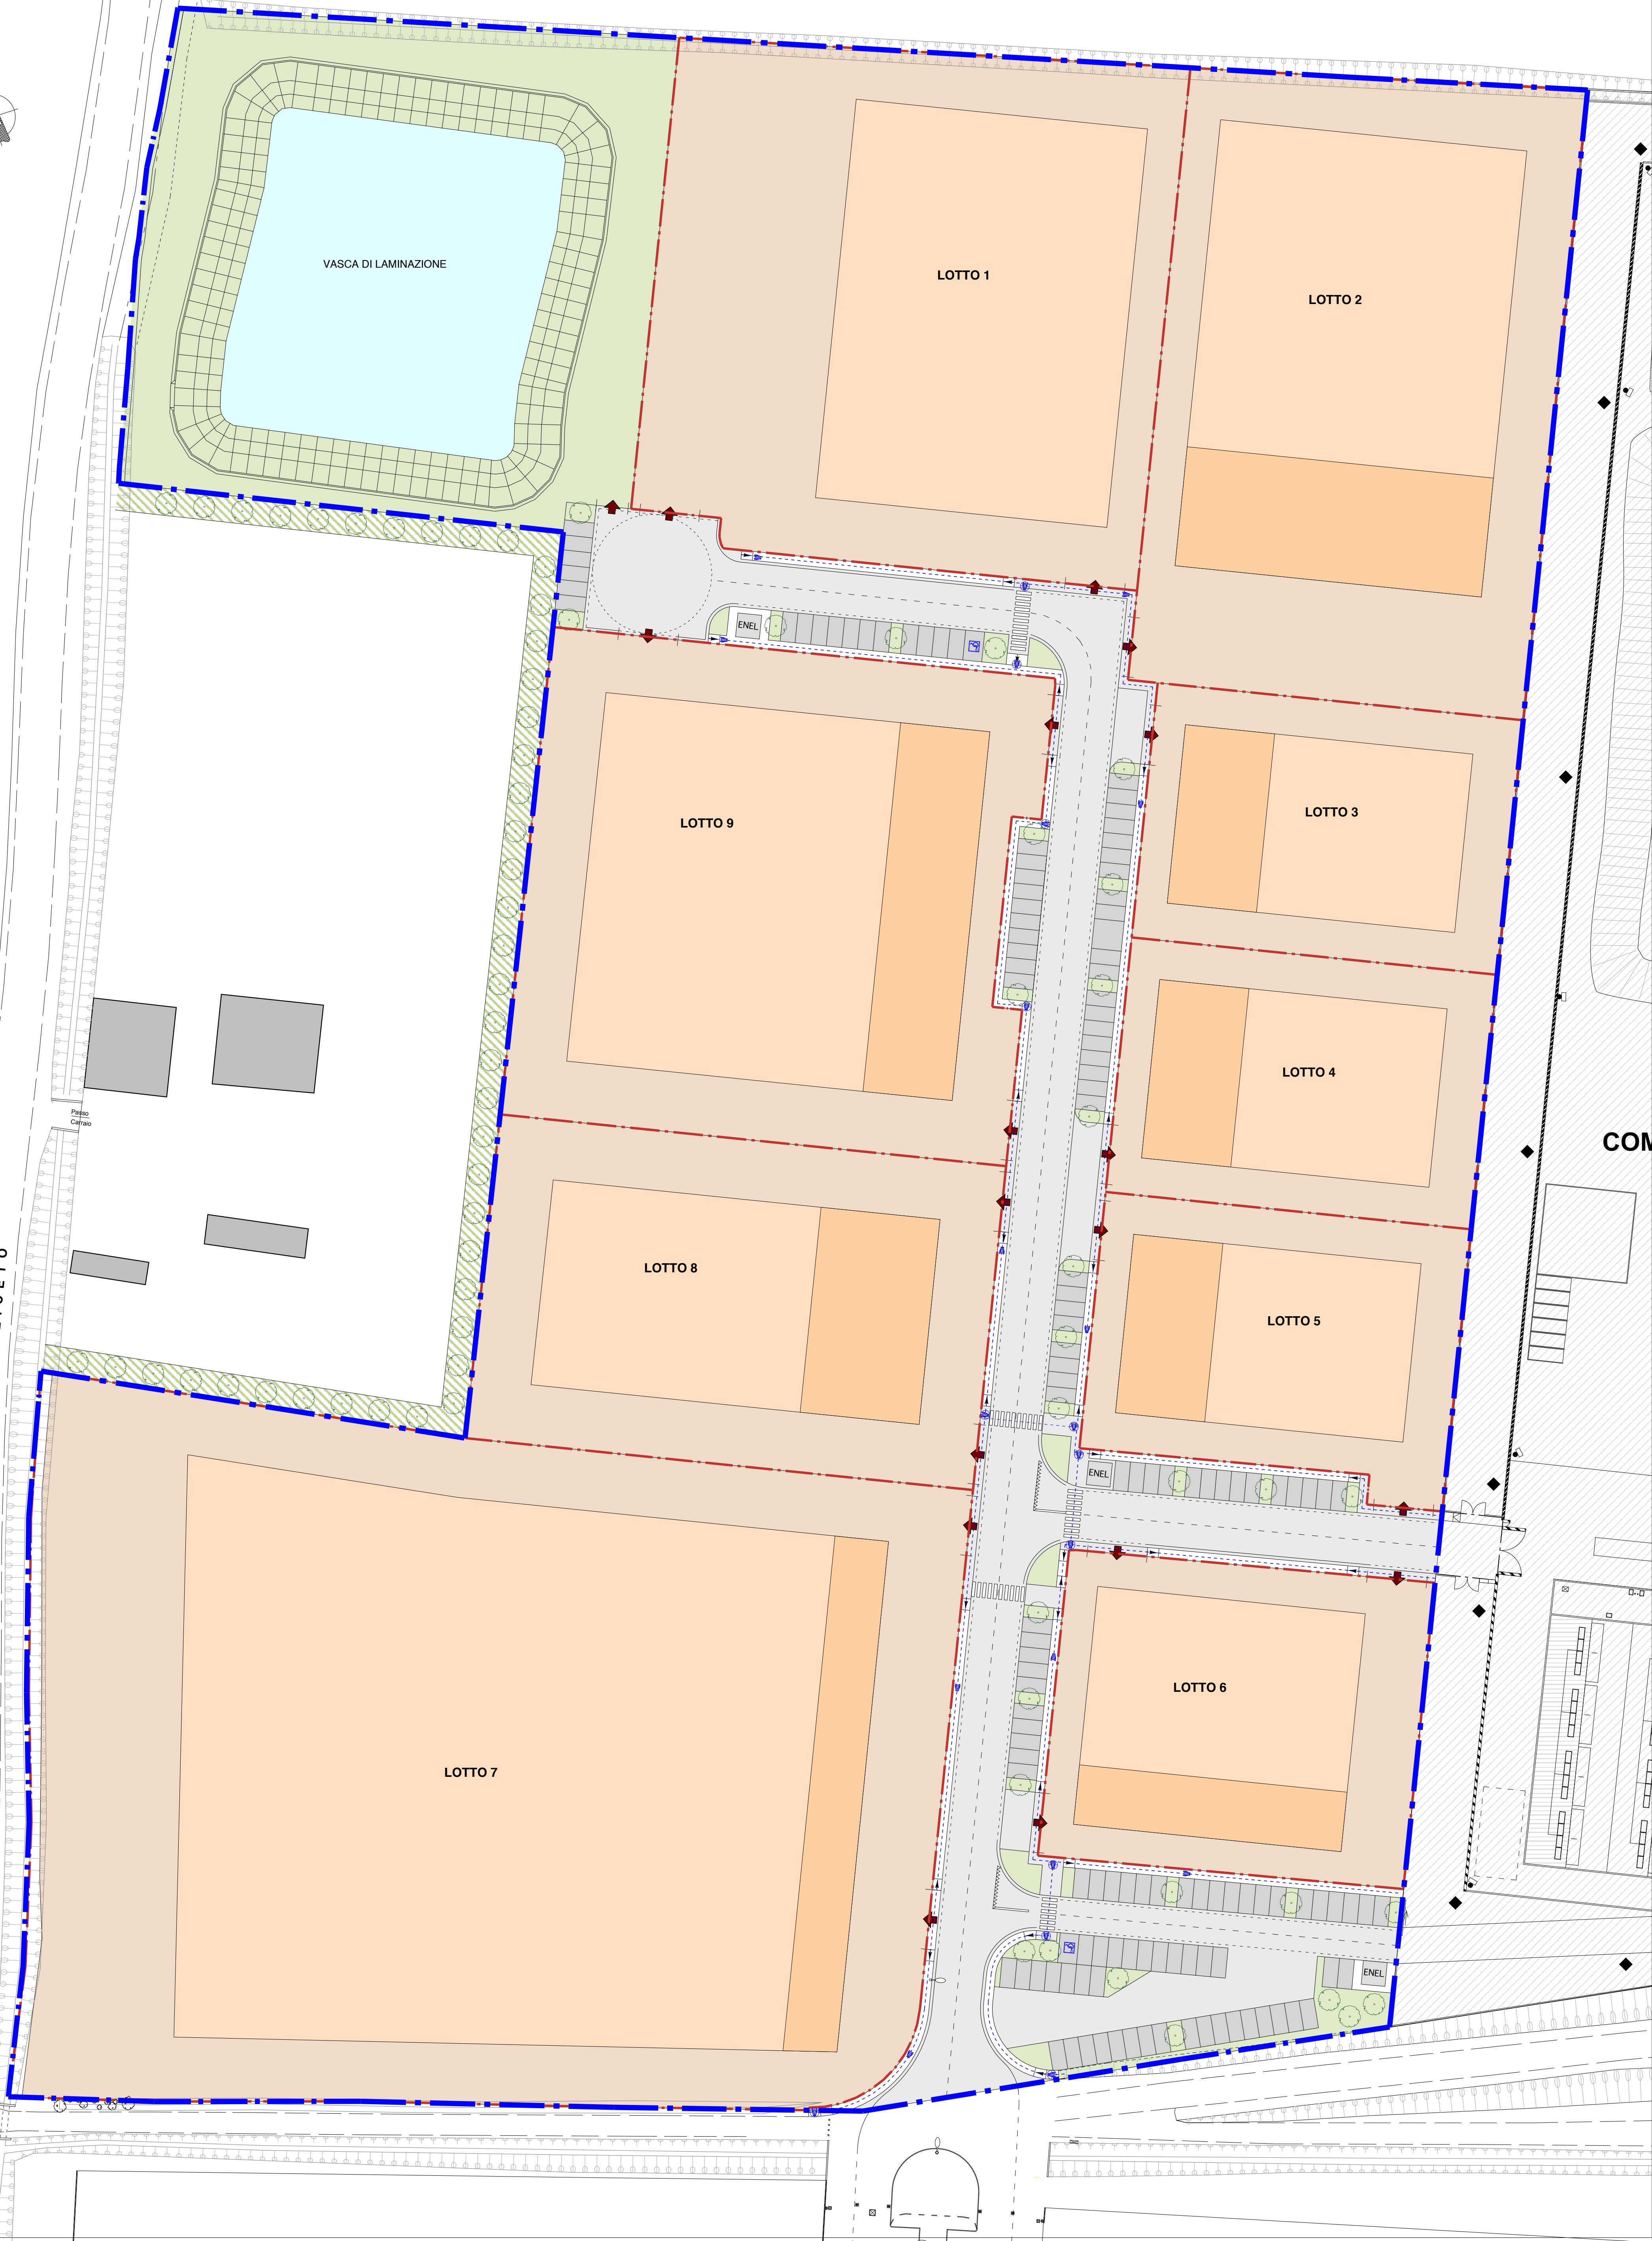 VASCA DI LAMINAZIONE
LOTTO 1
LOTTO 2
ENEL
LOTTO 3
LOTTO 9
LOTTO 4
Passo
Carraio
COM
LOTTO 8
LOTTO 5
ENEL
LOTTO 6
LOTTO 7
ENEL